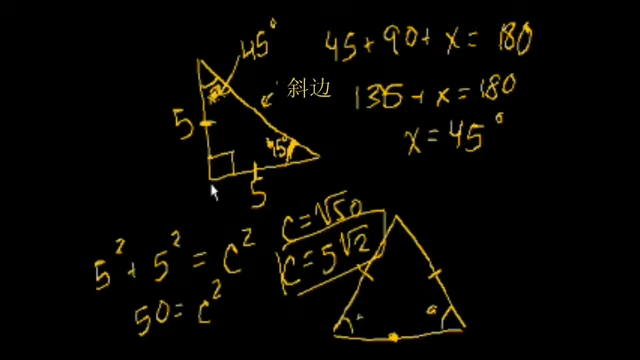 45°
45 + 90 + x = 180
斜边
135 + x = 180
5
45°
x = 45°
5
5² + 5² = c²
c = √50
c = 5√2
50 = c²